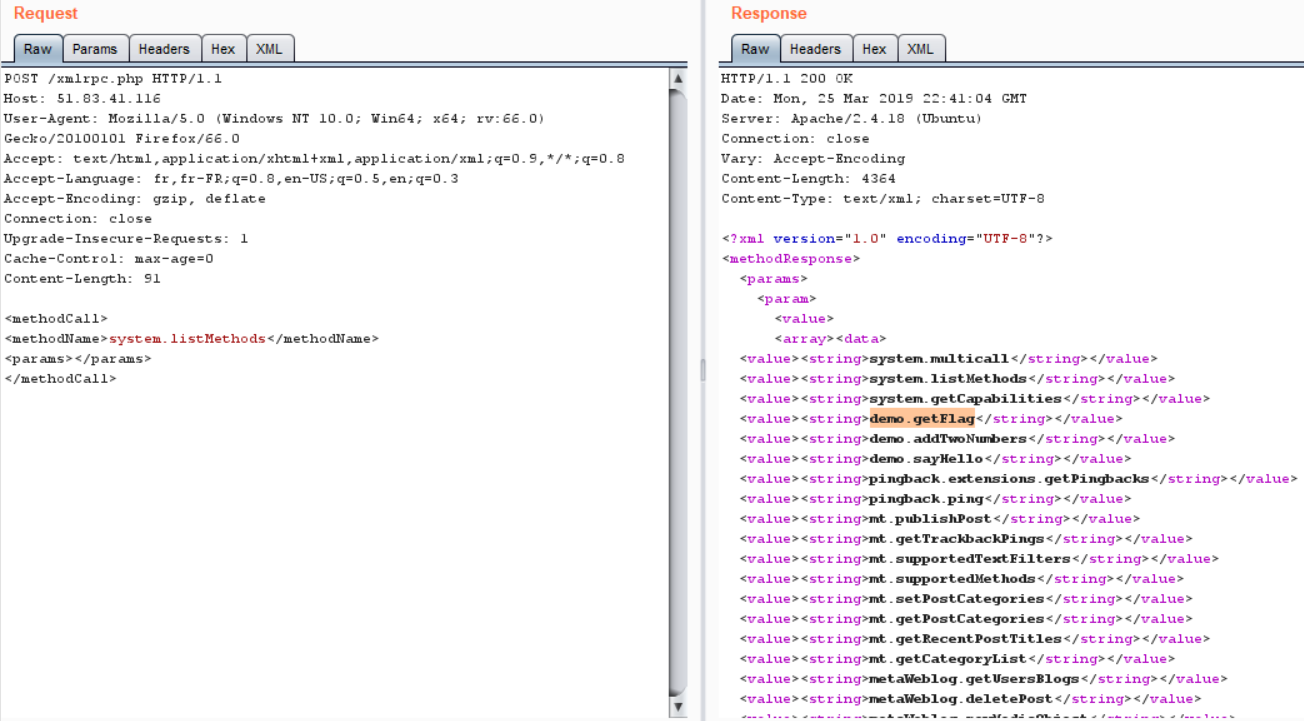 Request
Raw Params Headers Hex XML
POST /xmlrpc.php HTTP/1.1
Host: 51.83.41.116
User-Agent: Mozilla/5.0 (Windows NT 10.0; Win64; x64; rv:66.0)
Gecko/20100101 Firefox/66.0
Accept: text/html,application/xhtml+xml,application/xml;q=0.9,*/*;q=0.8
Accept-Language: fr,fr-FR;q=0.8,en-US;q=0.5,en;q=0.3
Accept-Encoding: gzip, deflate
Connection: close
Upgrade-Insecure-Requests: 1
Cache-Control: max-age=0
Content-Length: 91
<methodCall>
<methodName>system.listMethods</methodName>
<params></params>
</methodCall>
Response
Raw Headers Hex XML
HTTP/1.1 200 OK
Date: Mon, 25 Mar 2019 22:41:04 GMT
Server: Apache/2.4.18 (Ubuntu)
Connection: close
Vary: Accept-Encoding
Content-Length: 4364
Content-Type: text/xml; charset=UTF-8
<?xml version="1.0" encoding="UTF-8"?>
<methodResponse>
<params>
<param>
<value>
<array><data>
<value><string>system.multicall</string></value>
<value><string>system.listMethods</string></value>
<value><string>system.getCapabilities</string></value>
<value><string>demo.getFlag</string></value>
<value><string>demo.addTwoNumbers</string></value>
<value><string>demo.sayHello</string></value>
<value><string>pingback.extensions.getPingbacks</string></value>
<value><string>pingback.ping</string></value>
<value><string>mt.publishPost</string></value>
<value><string>mt.getTrackbackPings</string></value>
<value><string>mt.supportedTextFilters</string></value>
<value><string>mt.supportedMethods</string></value>
<value><string>mt.setPostCategories</string></value>
<value><string>mt.getPostCategories</string></value>
<value><string>mt.getRecentPostTitles</string></value>
<value><string>mt.getCategoryList</string></value>
<value><string>metaWeblog.getUsersBlogs</string></value>
<value><string>metaWeblog.deletePost</string></value>